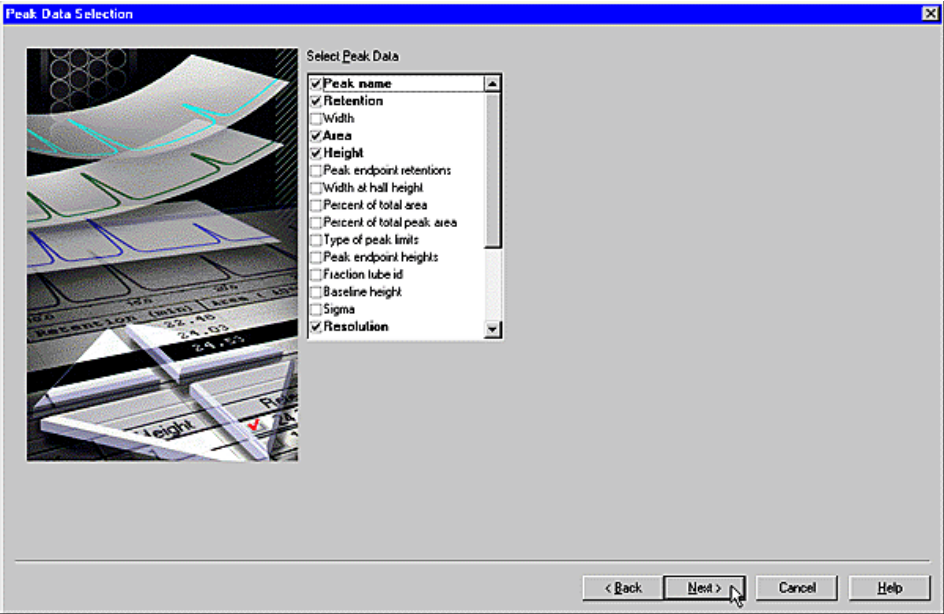 Peak Data Selection
Select Peak Data
Peak name
Retention
Width
Area
Height
Peak endpoint retentions
Width at half height
Percent of total area
Percent of total peak area
Type of peak limits
Peak endpoint heights
Fraction tube id
Baseline height
Sigma
Resolution
Retention (min) Area (
22.48
24.03
24.53
Height
< Back
Next >
Cancel
Help